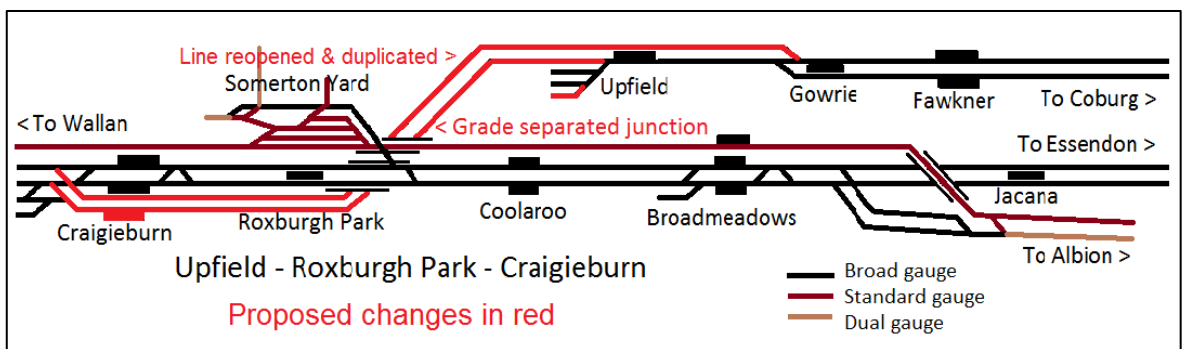 Line reopened & duplicated >
Somerton Yard
Upfield
Gowrie
Fawkner
To Coburg >
< To Wallan
< Grade separated junction
To Essendon >
Craigieburn
Roxburgh Park
Coolaroo
Broadmeadows
Jacana
To Albion >
Upfield - Roxburgh Park - Craigieburn
Proposed changes in red
Broad gauge
Standard gauge
Dual gauge